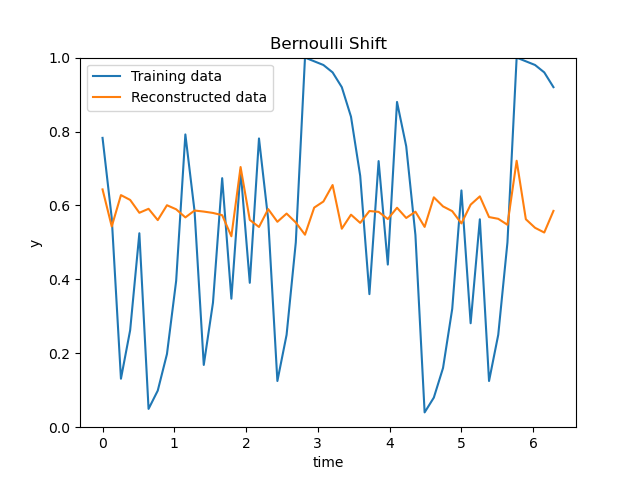 Bernoulli Shift
Training data
Reconstructed data
y
1.0
0.8
0.6
0.4
0.2
0.0
0 1 2 3 4 5 6
time